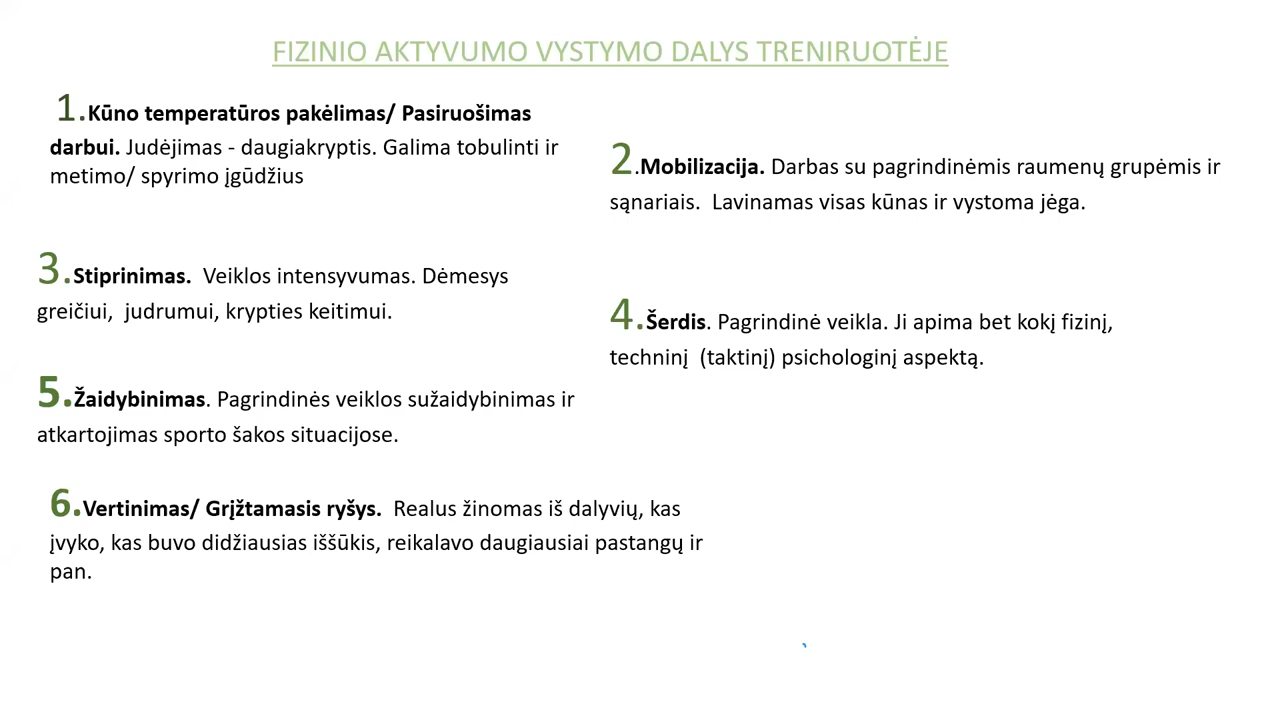 FIZINIO AKTYVUMO VYSTYMO DALYS TRENIRUOTĖJE
1.Kūno temperatūros pakėlimas/ Pasiruošimas
darbui. Judėjimas - daugiakryptis. Galima tobulinti ir
metimo/ spyrimo įgūdžius
2.Mobilizacija. Darbas su pagrindinėmis raumenų grupėmis ir
sąnariais.  Lavinamas visas kūnas ir vystoma jėga.
3.Stiprinimas.  Veiklos intensyvumas. Dėmesys
greičiui,  judrumui, krypties keitimui.
4.Šerdis. Pagrindinė veikla. Ji apima bet kokį fizinį,
techninį  (taktinį) psichologinį aspektą.
5.Žaidybinimas. Pagrindinės veiklos sužaidybinimas ir
atkartojimas sporto šakos situacijose.
6.Vertinimas/ Grįžtamasis ryšys.  Realus žinomas iš dalyvių, kas
įvyko, kas buvo didžiausias iššūkis, reikalavo daugiausiai pastangų ir
pan.